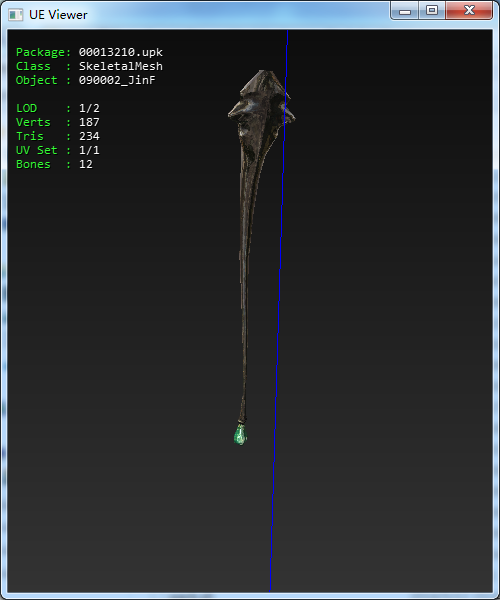 UE Viewer
Package: 00013210.upk
Class  : SkeletalMesh
Object : 090002_JinF
LOD    : 1/2
Verts  : 187
Tris   : 234
UV Set : 1/1
Bones  : 12